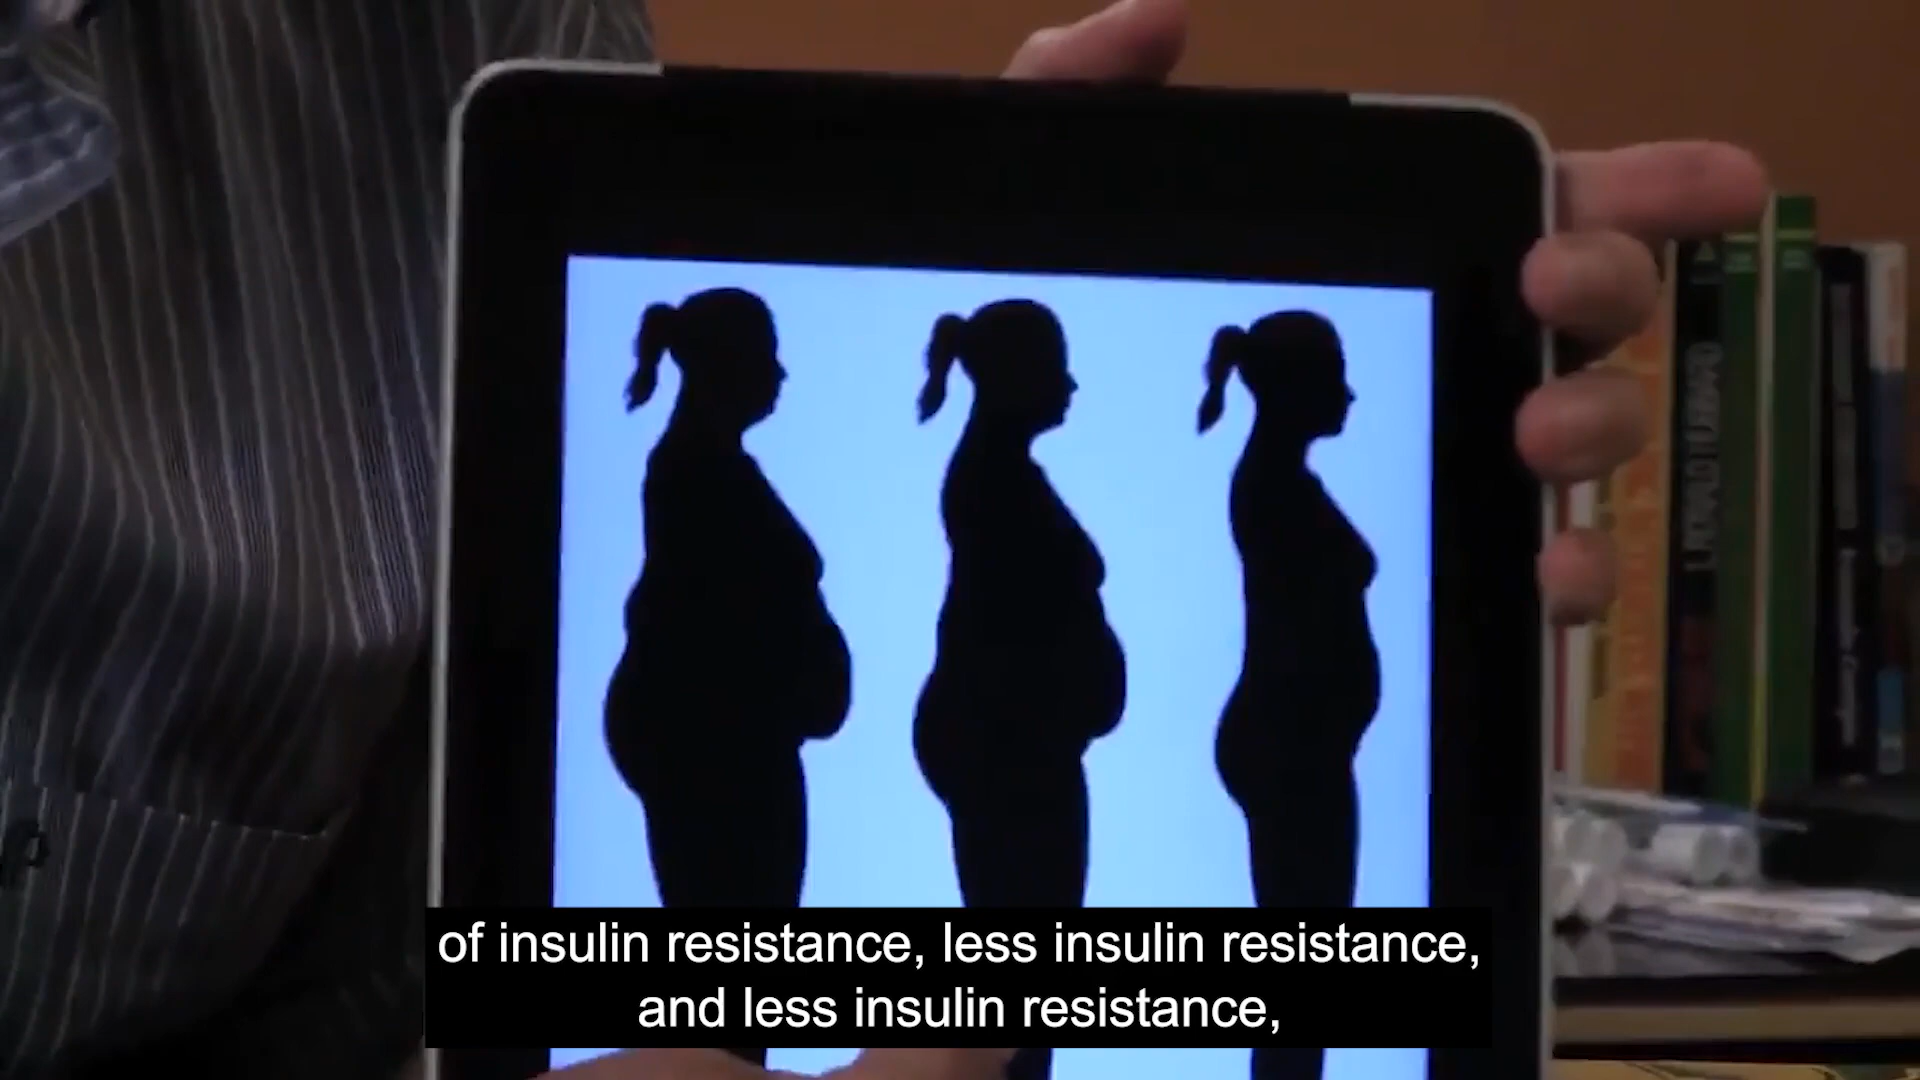 of insulin resistance, less insulin resistance,
and less insulin resistance,